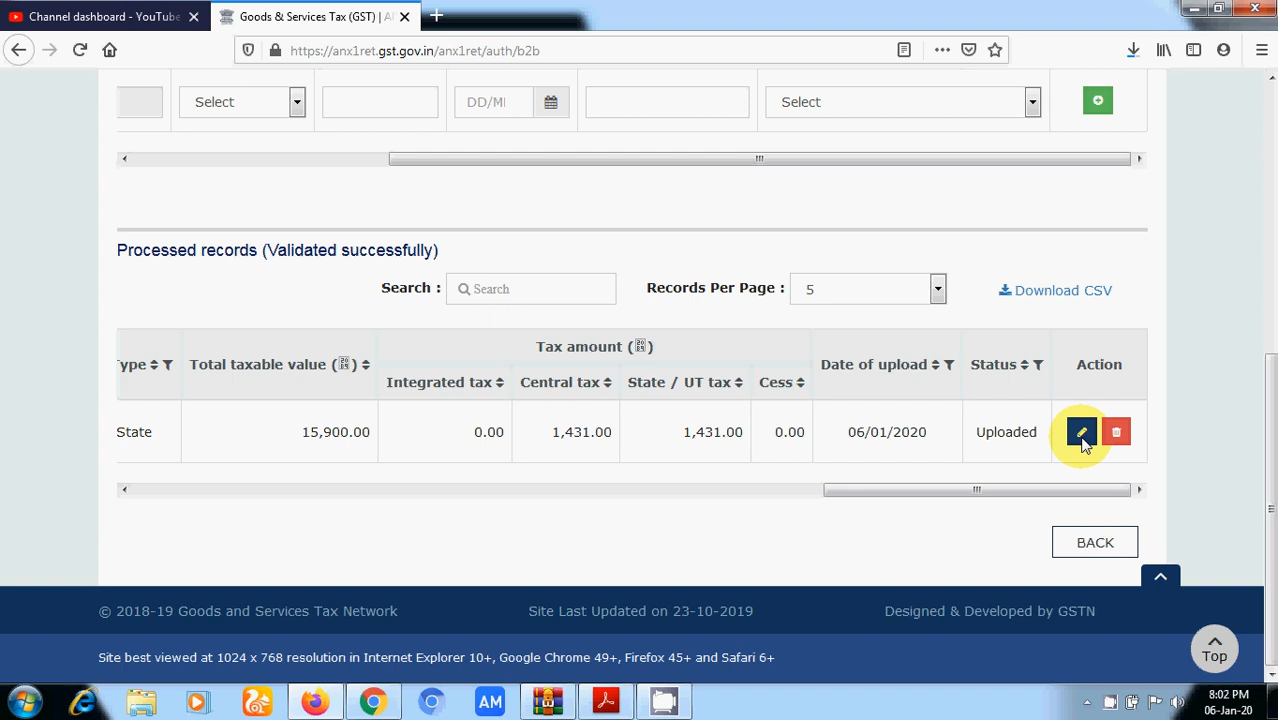 Channel dashboard - YouTube
Goods & Services Tax (GST) |
https://anx1ret.gst.gov.in/anx1ret/auth/b2b
Select
DD/MI
Select
Processed records (Validated successfully)
Search :
Search
Records Per Page :
5
Download CSV
Type
Total taxable value ()
Tax amount ()
Integrated tax
Central tax
State / UT tax
Cess
Date of upload
Status
Action
State
15,900.00
0.00
1,431.00
1,431.00
0.00
06/01/2020
Uploaded
BACK
© 2018-19 Goods and Services Tax Network
Site Last Updated on 23-10-2019
Designed & Developed by GSTN
Site best viewed at 1024 x 768 resolution in Internet Explorer 10+, Google Chrome 49+, Firefox 45+ and Safari 6+
Top
AM
8:02 PM
06-Jan-20